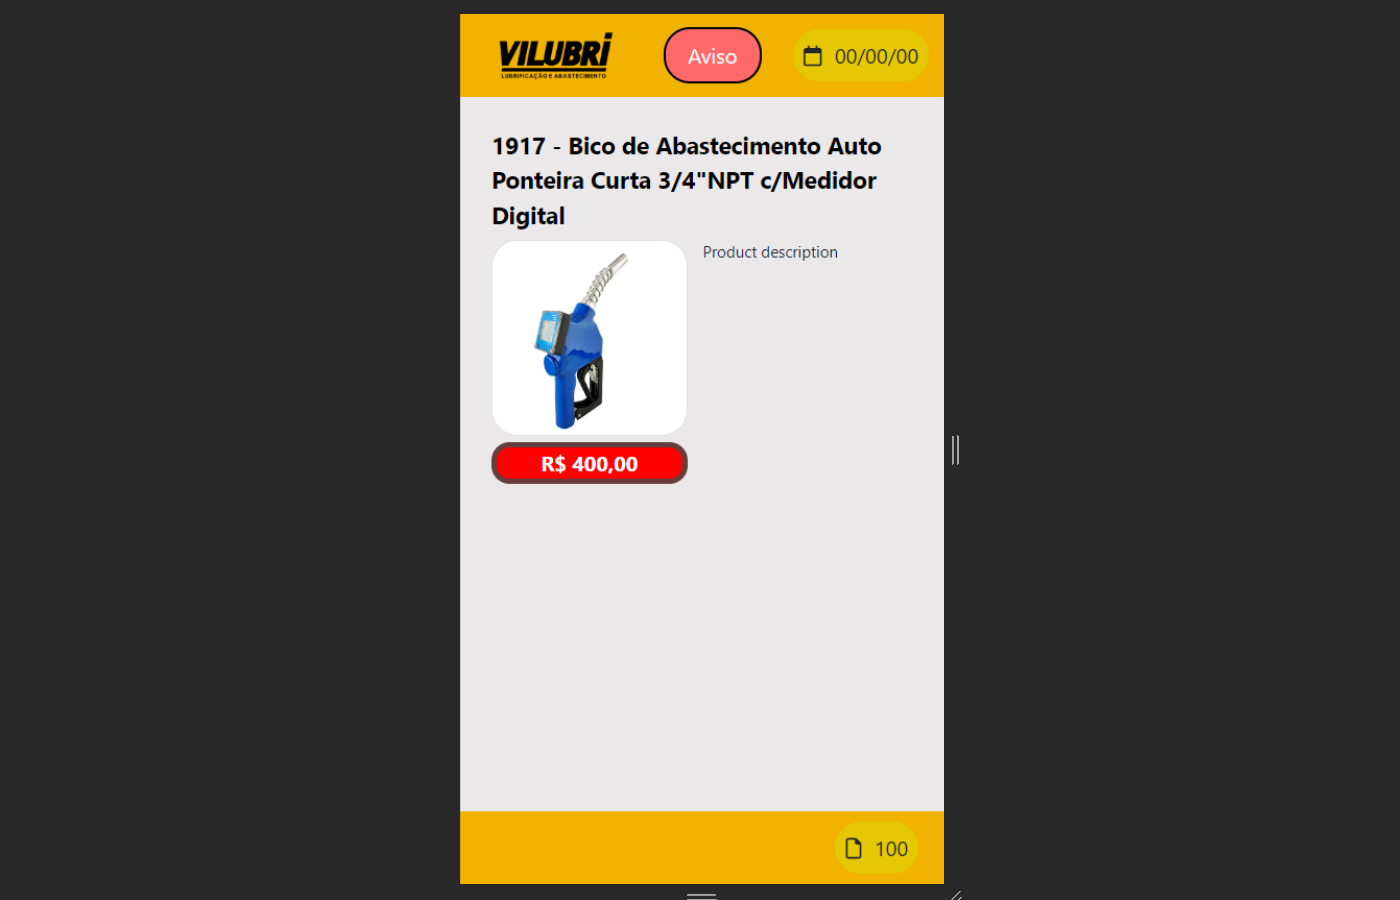 VILUBRI
LUBRIFICAÇÃO E ABASTECIMENTO
Aviso
00/00/00
1917 - Bico de Abastecimento Auto
Ponteira Curta 3/4"NPT c/Medidor
Digital
Product description
R$ 400,00
100